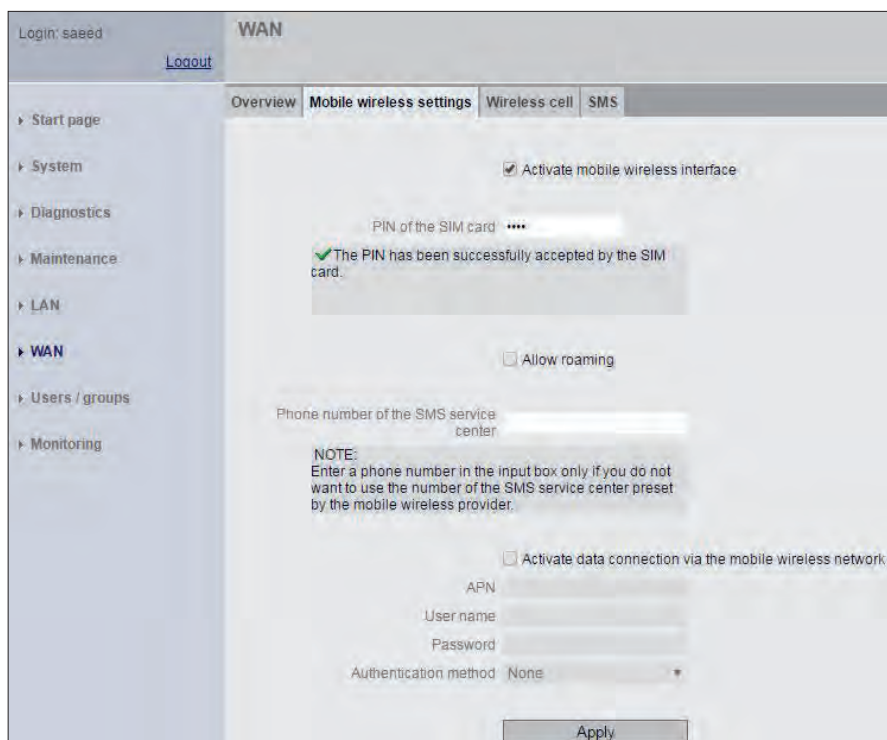 Login: saeed
Logout
WAN
Start page
System
Diagnostics
Maintenance
LAN
WAN
Users / groups
Monitoring
Overview Mobile wireless settings Wireless cell SMS
Activate mobile wireless interface
PIN of the SIM card ••••
The PIN has been successfully accepted by the SIM
card.
Allow roaming
Phone number of the SMS service
center
NOTE:
Enter a phone number in the input box only if you do not
want to use the number of the SMS service center preset
by the mobile wireless provider.
Activate data connection via the mobile wireless network
APN
User name
Password
Authentication method None
Apply